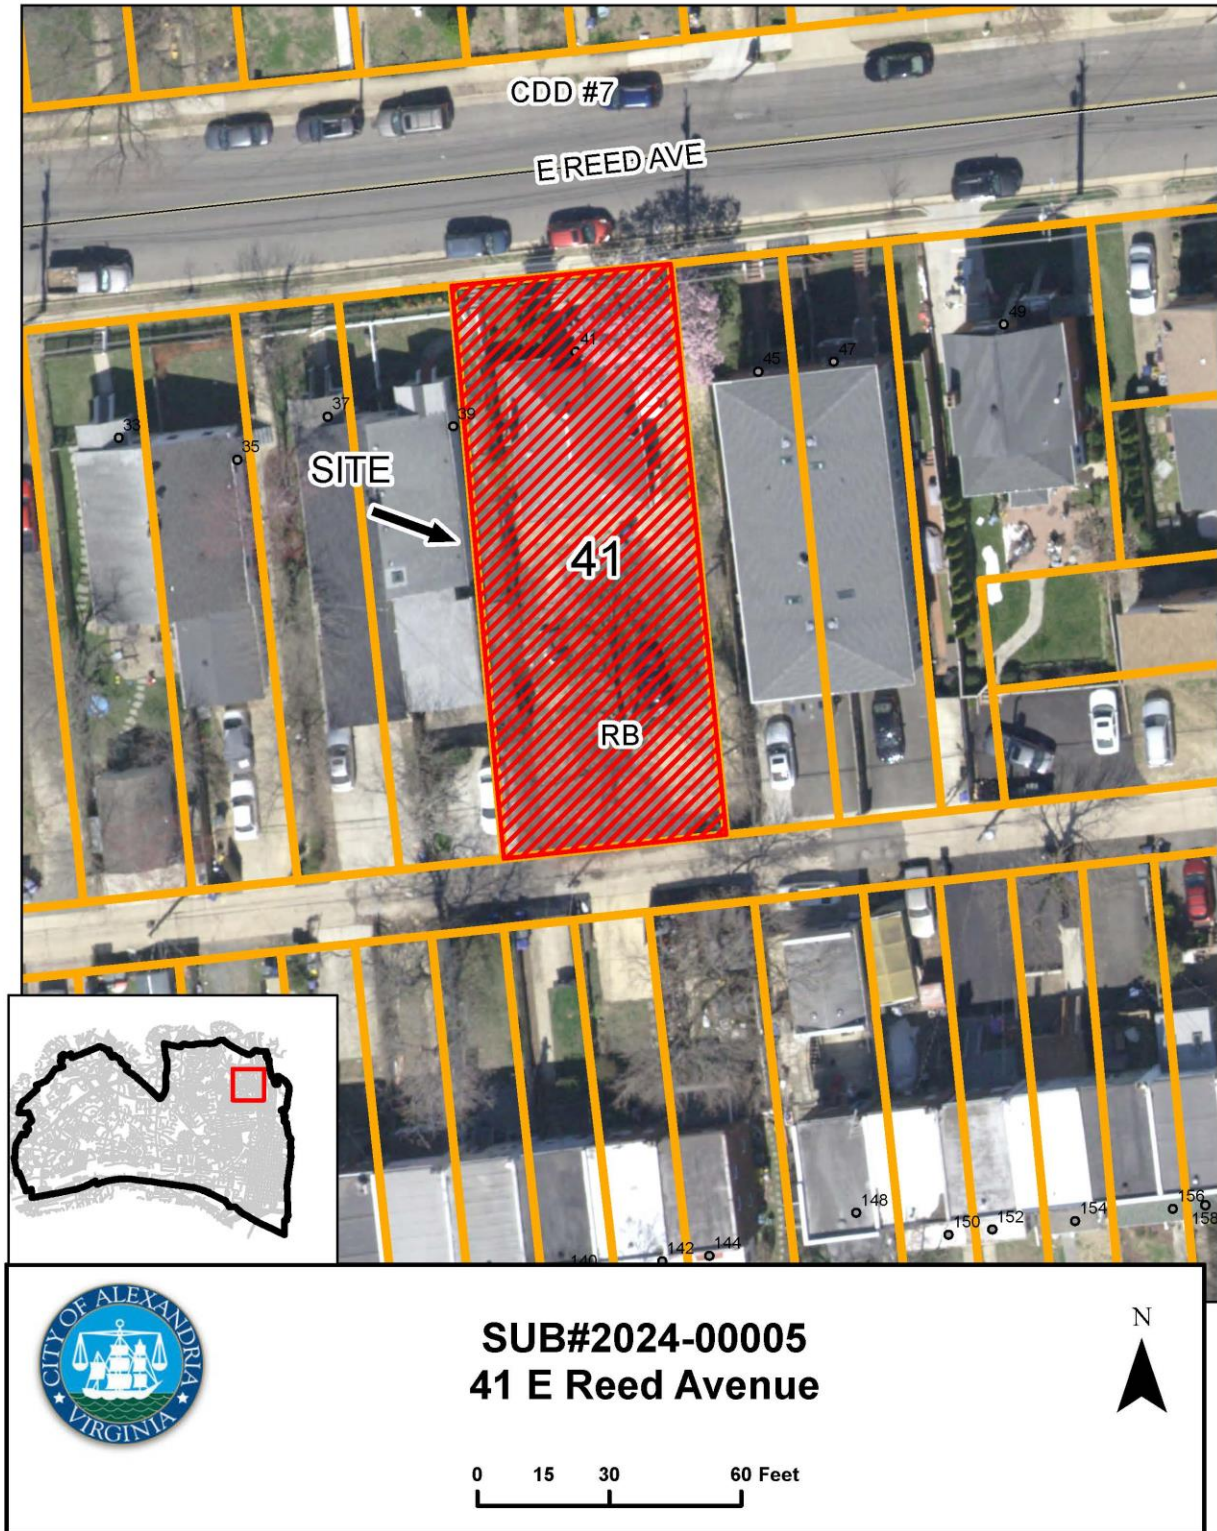 CDD #7
E REED AVE
41
49
47
45
37
39
33
35
SITE
41
RB
148
150
152
154
156
158
140
142
144
CITY OF ALEXANDRIA
VIRGINIA
SUB#2024-00005
41 E Reed Avenue
N
0 15 30 60 Feet